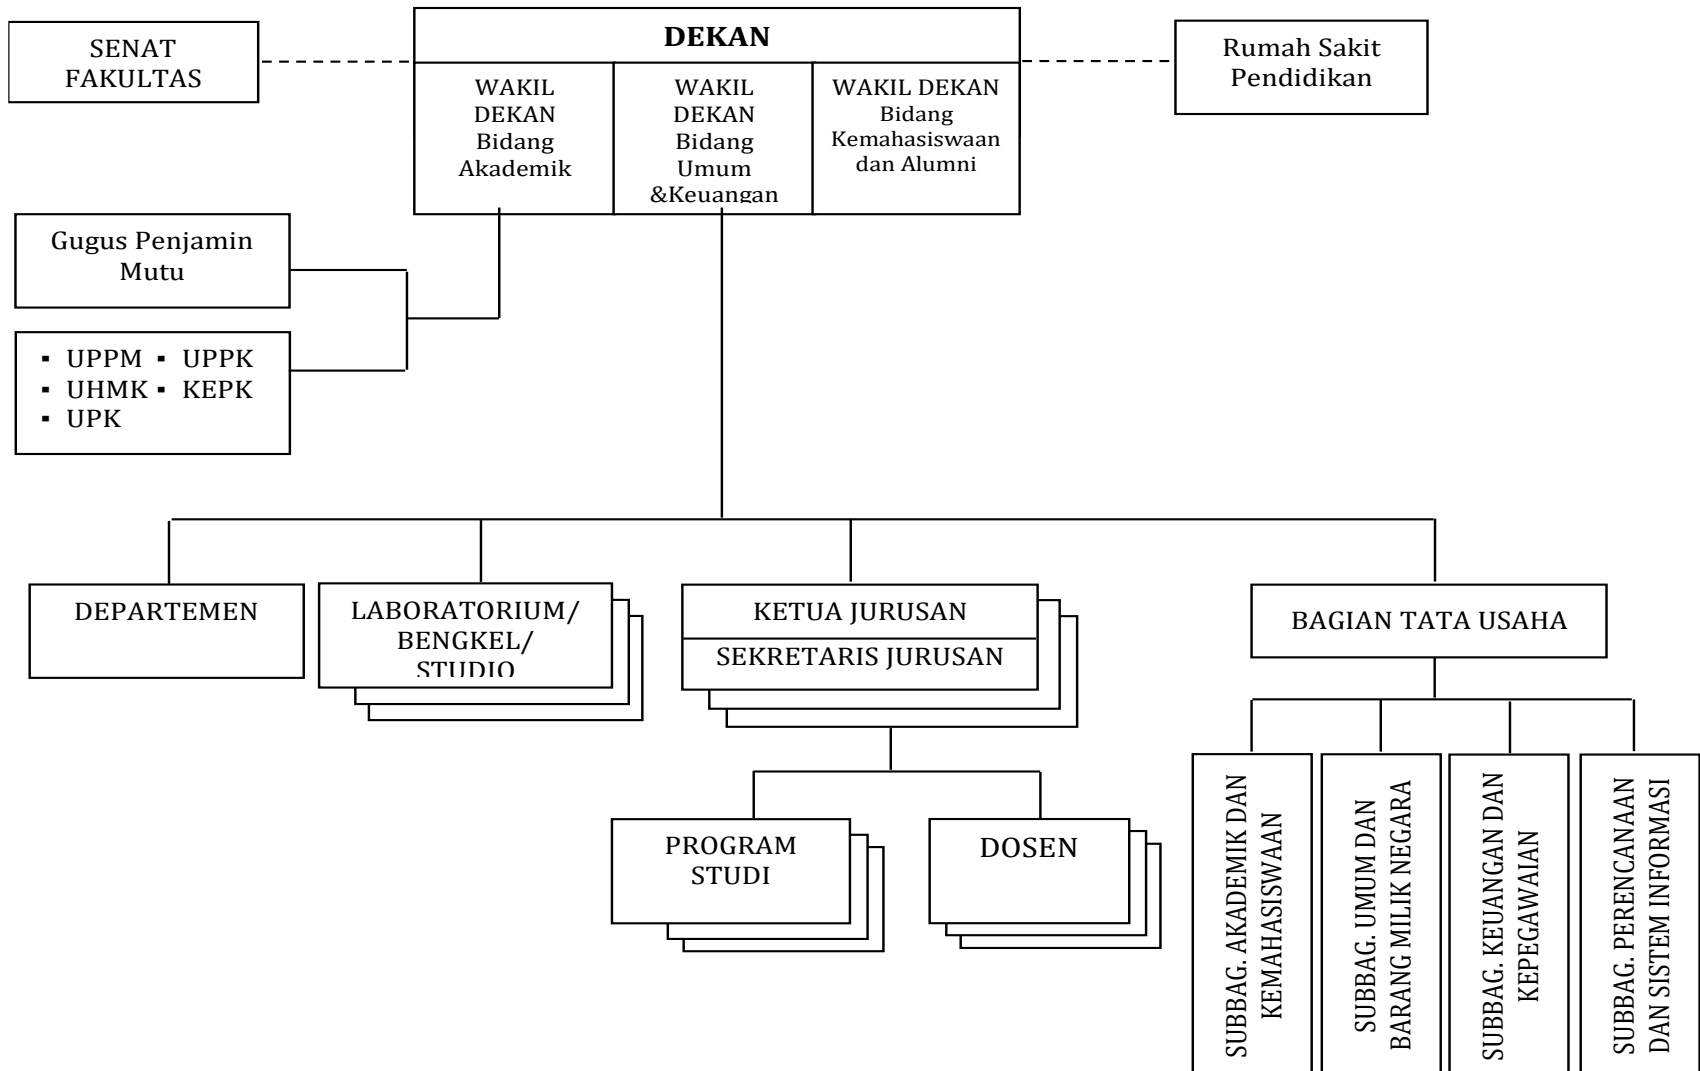 DEKAN
SENAT
FAKULTAS
Rumah Sakit
Pendidikan
WAKIL
DEKAN
Bidang
Akademik
WAKIL
DEKAN
Bidang
Umum
&Keuangan
WAKIL DEKAN
Bidang
Kemahasiswaan
dan Alumni
Gugus Penjamin
Mutu
▪ UPPM ▪ UPPK
▪ UHMK ▪ KEPK
▪ UPK
DEPARTEMEN
LABORATORIUM/
BENGKEL/
STUDIO
KETUA JURUSAN
SEKRETARIS JURUSAN
BAGIAN TATA USAHA
PROGRAM
STUDI
DOSEN
SUBBAG. AKADEMIK DAN
KEMAHASISWAAN
SUBBAG. UMUM DAN
BARANG MILIK NEGARA
SUBBAG. KEUANGAN DAN
KEPEGAWAIAN
SUBBAG. PERENCANAAN
DAN SISTEM INFORMASI